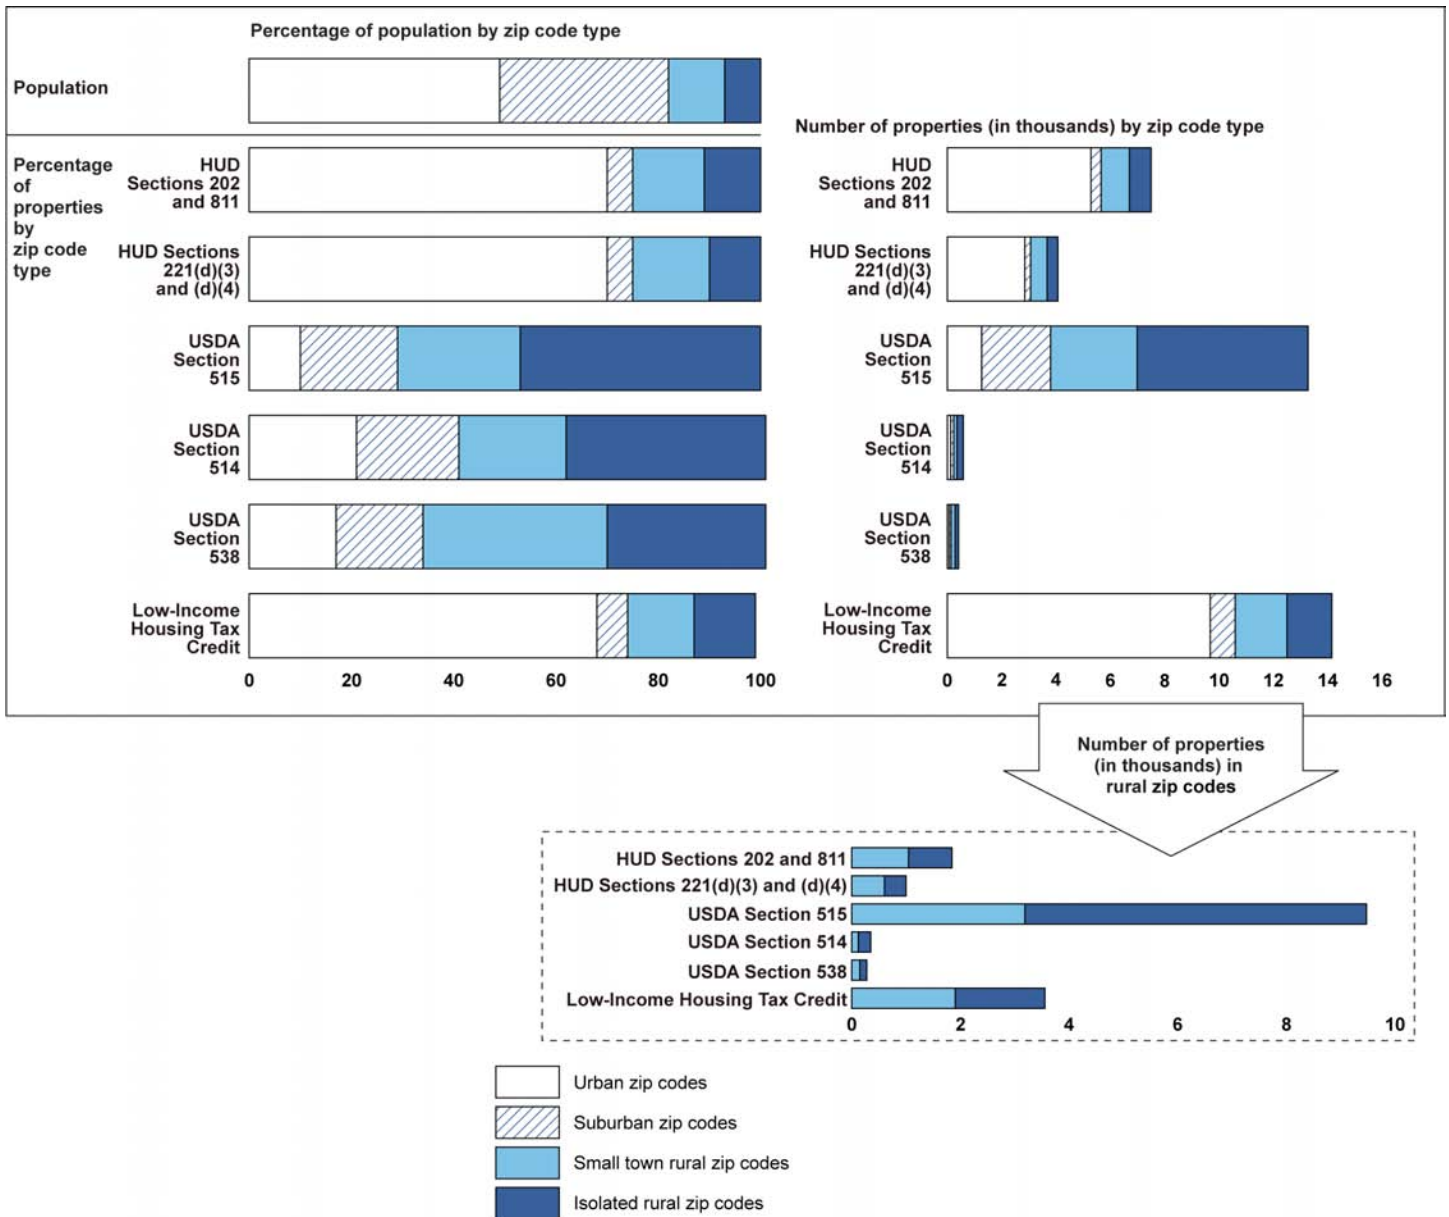 Percentage of population by zip code type
Population
Number of properties (in thousands) by zip code type
Percentage
of
properties
by
zip code
type
HUD
Sections 202
and 811
HUD Sections
221(d)(3)
and (d)(4)
USDA
Section
515
USDA
Section
514
USDA
Section
538
Low-Income
Housing Tax
Credit
0 20 40 60 80 100
HUD
Sections 202
and 811
HUD Sections
221(d)(3)
and (d)(4)
USDA
Section
515
USDA
Section
514
USDA
Section
538
Low-Income
Housing Tax
Credit
0 2 4 6 8 10 12 14 16
Number of properties
(in thousands) in
rural zip codes
HUD Sections 202 and 811
HUD Sections 221(d)(3) and (d)(4)
USDA Section 515
USDA Section 514
USDA Section 538
Low-Income Housing Tax Credit
0 2 4 6 8 10
Urban zip codes
Suburban zip codes
Small town rural zip codes
Isolated rural zip codes